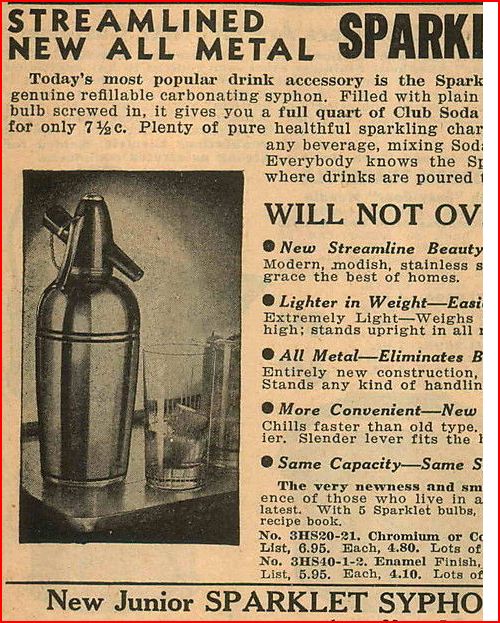 STREAMLINED
NEW ALL METAL SPARKL
Today's most popular drink accessory is the Spark
genuine refillable carbonating syphon. Filled with plain
bulb screwed in, it gives you a full quart of Club Soda
for only 7½c. Plenty of pure healthful sparkling char
any beverage, mixing Soda
Everybody knows the Sp
where drinks are poured t
WILL NOT OV
● New Streamline Beauty
Modern, modish, stainless s
grace the best of homes.
● Lighter in Weight—Easi
Extremely Light—Weighs
high; stands upright in all r
● All Metal—Eliminates B
Entirely new construction,
Stands any kind of handlin
● More Convenient—New
Chills faster than old type.
ier. Slender lever fits the h
● Same Capacity—Same S
The very newness and sm
ence of those who live in a
latest. With 5 Sparklet bulbs,
recipe book.
No. 3HS20-21. Chromium or Co
List, 6.95. Each, 4.80. Lots of
No. 3HS40-1-2. Enamel Finish,
List, 5.95. Each, 4.10. Lots of
New Junior SPARKLET SYPHO